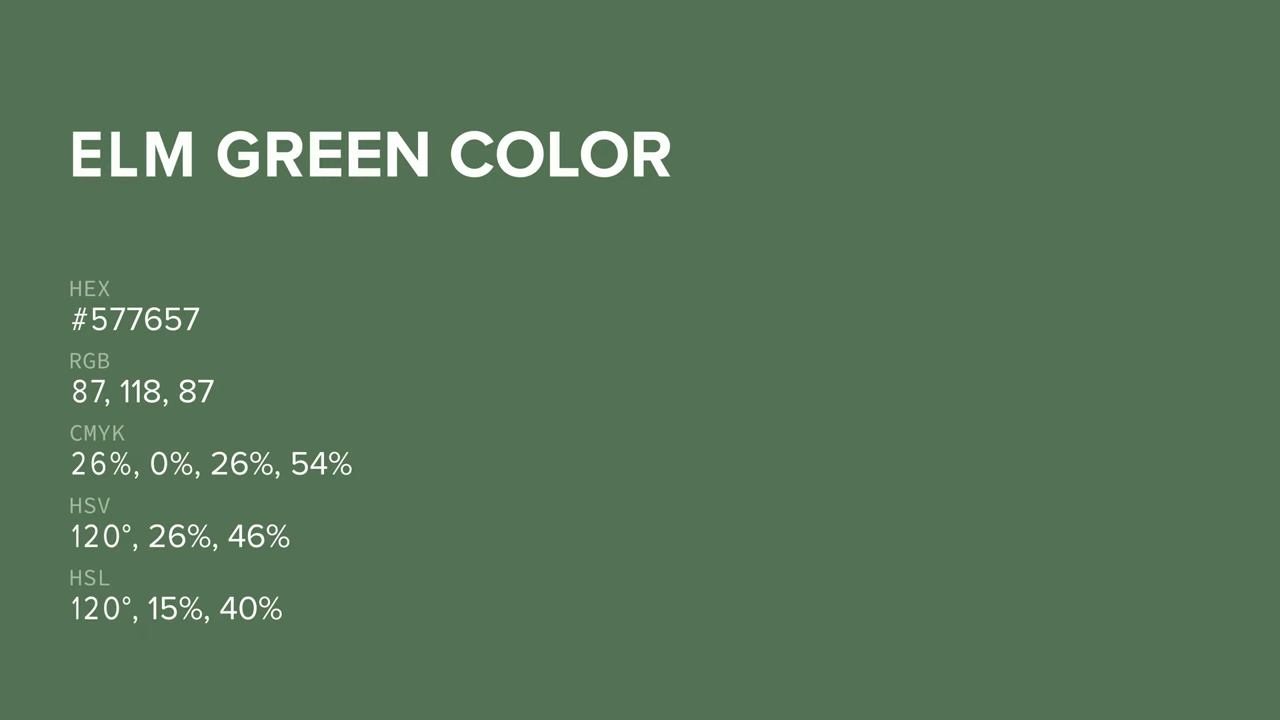 ELM GREEN COLOR
HEX
#577657
RGB
87, 118, 87
CMYK
26%, 0%, 26%, 54%
HSV
120°, 26%, 46%
HSL
120°, 15%, 40%